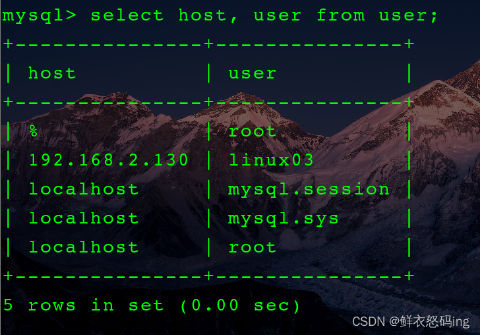 mysql> select host, user from user;
+---------------+---------------+
| host          | user          |
+---------------+---------------+
| %             | root          |
| 192.168.2.130 | linux03       |
| localhost     | mysql.session |
| localhost     | mysql.sys     |
| localhost     | root          |
+---------------+---------------+
5 rows in set (0.00 sec)
CSDN @鲜衣怒码ing